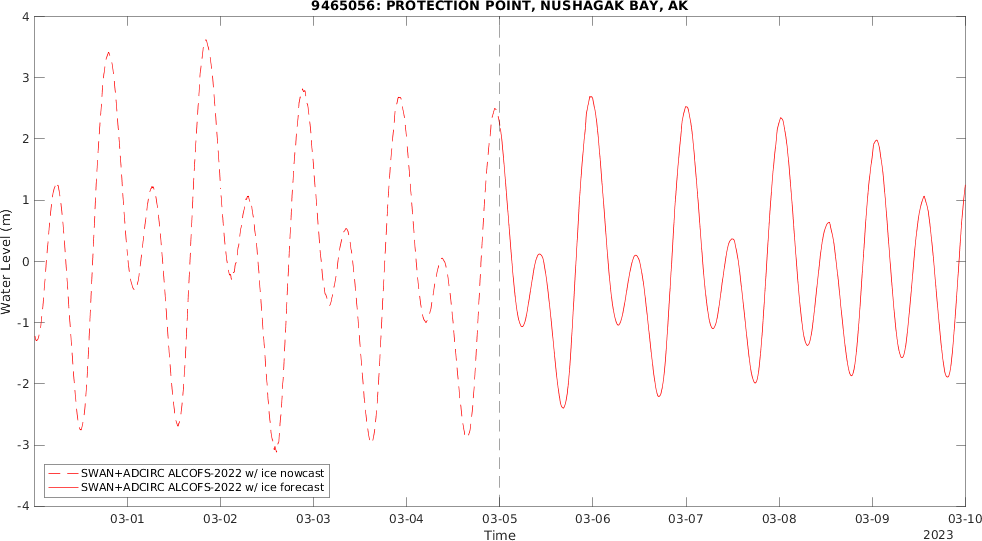 9465056: PROTECTION POINT, NUSHAGAK BAY, AK
Water Level (m)
4
3
2
1
0
-1
-2
-3
-4
SWAN+ADCIRC ALCOFS-2022 w/ ice nowcast
SWAN+ADCIRC ALCOFS-2022 w/ ice forecast
03-01 03-02 03-03 03-04 03-05 03-06 03-07 03-08 03-09 03-10
Time
2023